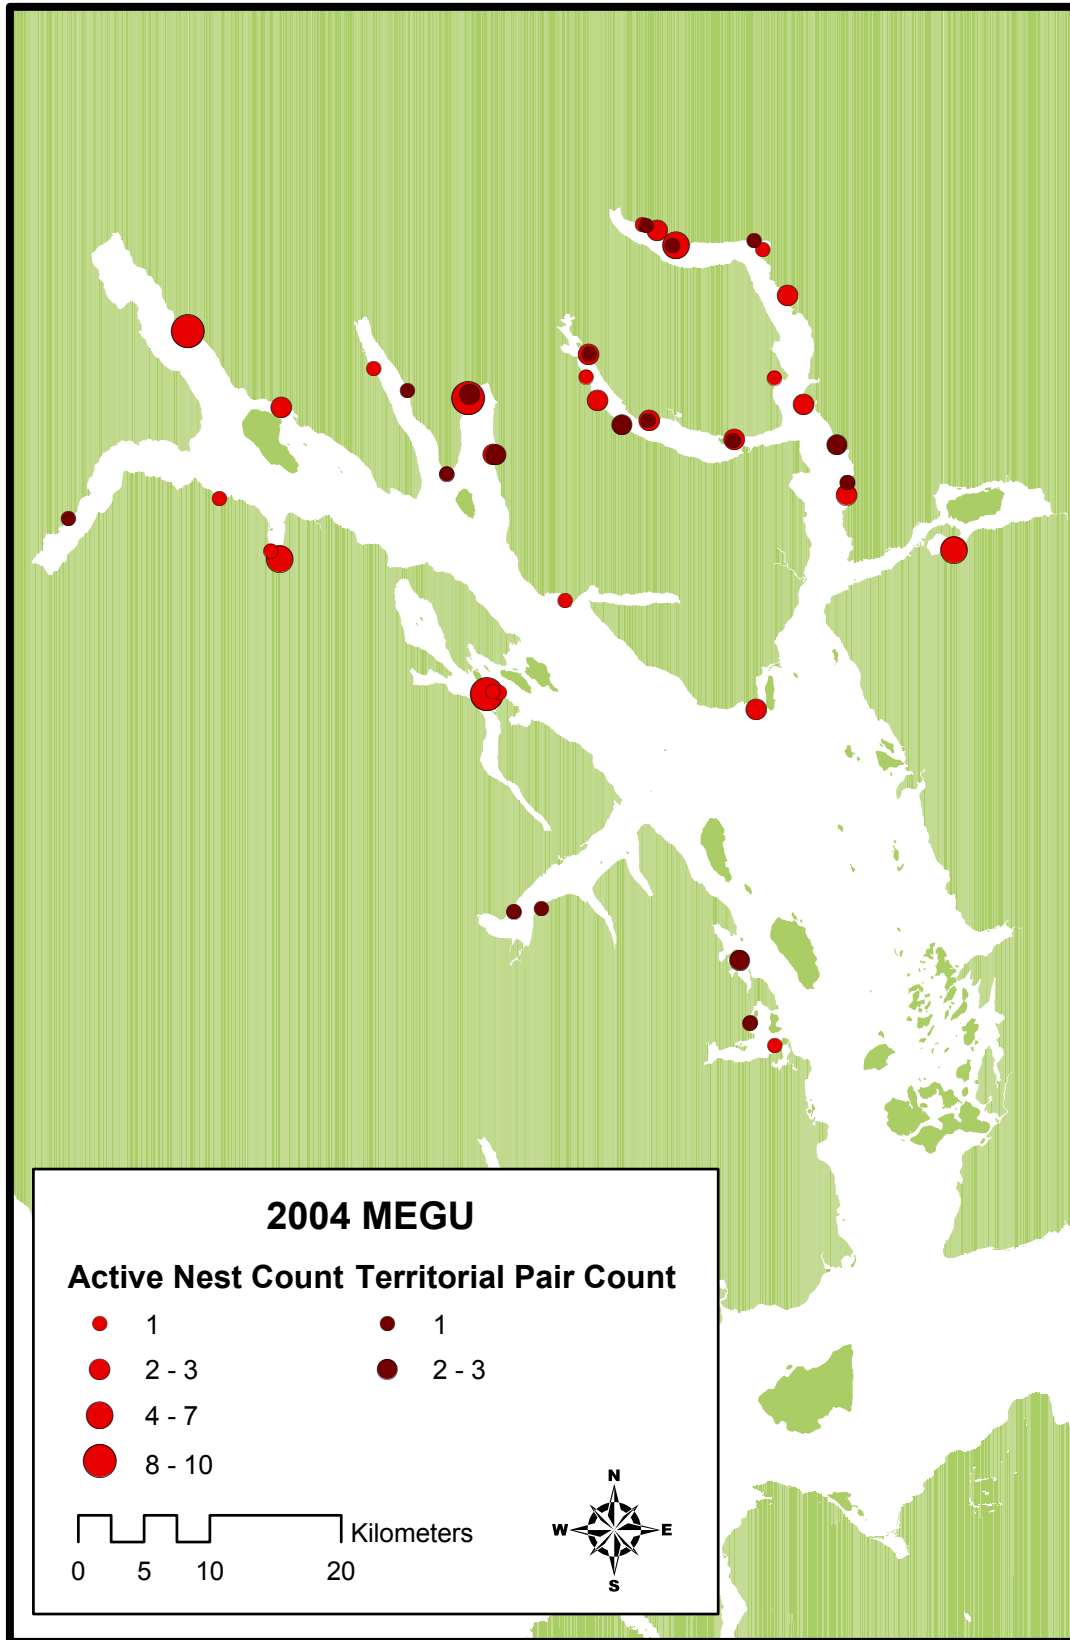 2004 MEGU
Active Nest Count Territorial Pair Count
1 1
2 - 3 2 - 3
4 - 7
8 - 10
N
W E
S
Kilometers
0 5 10 20